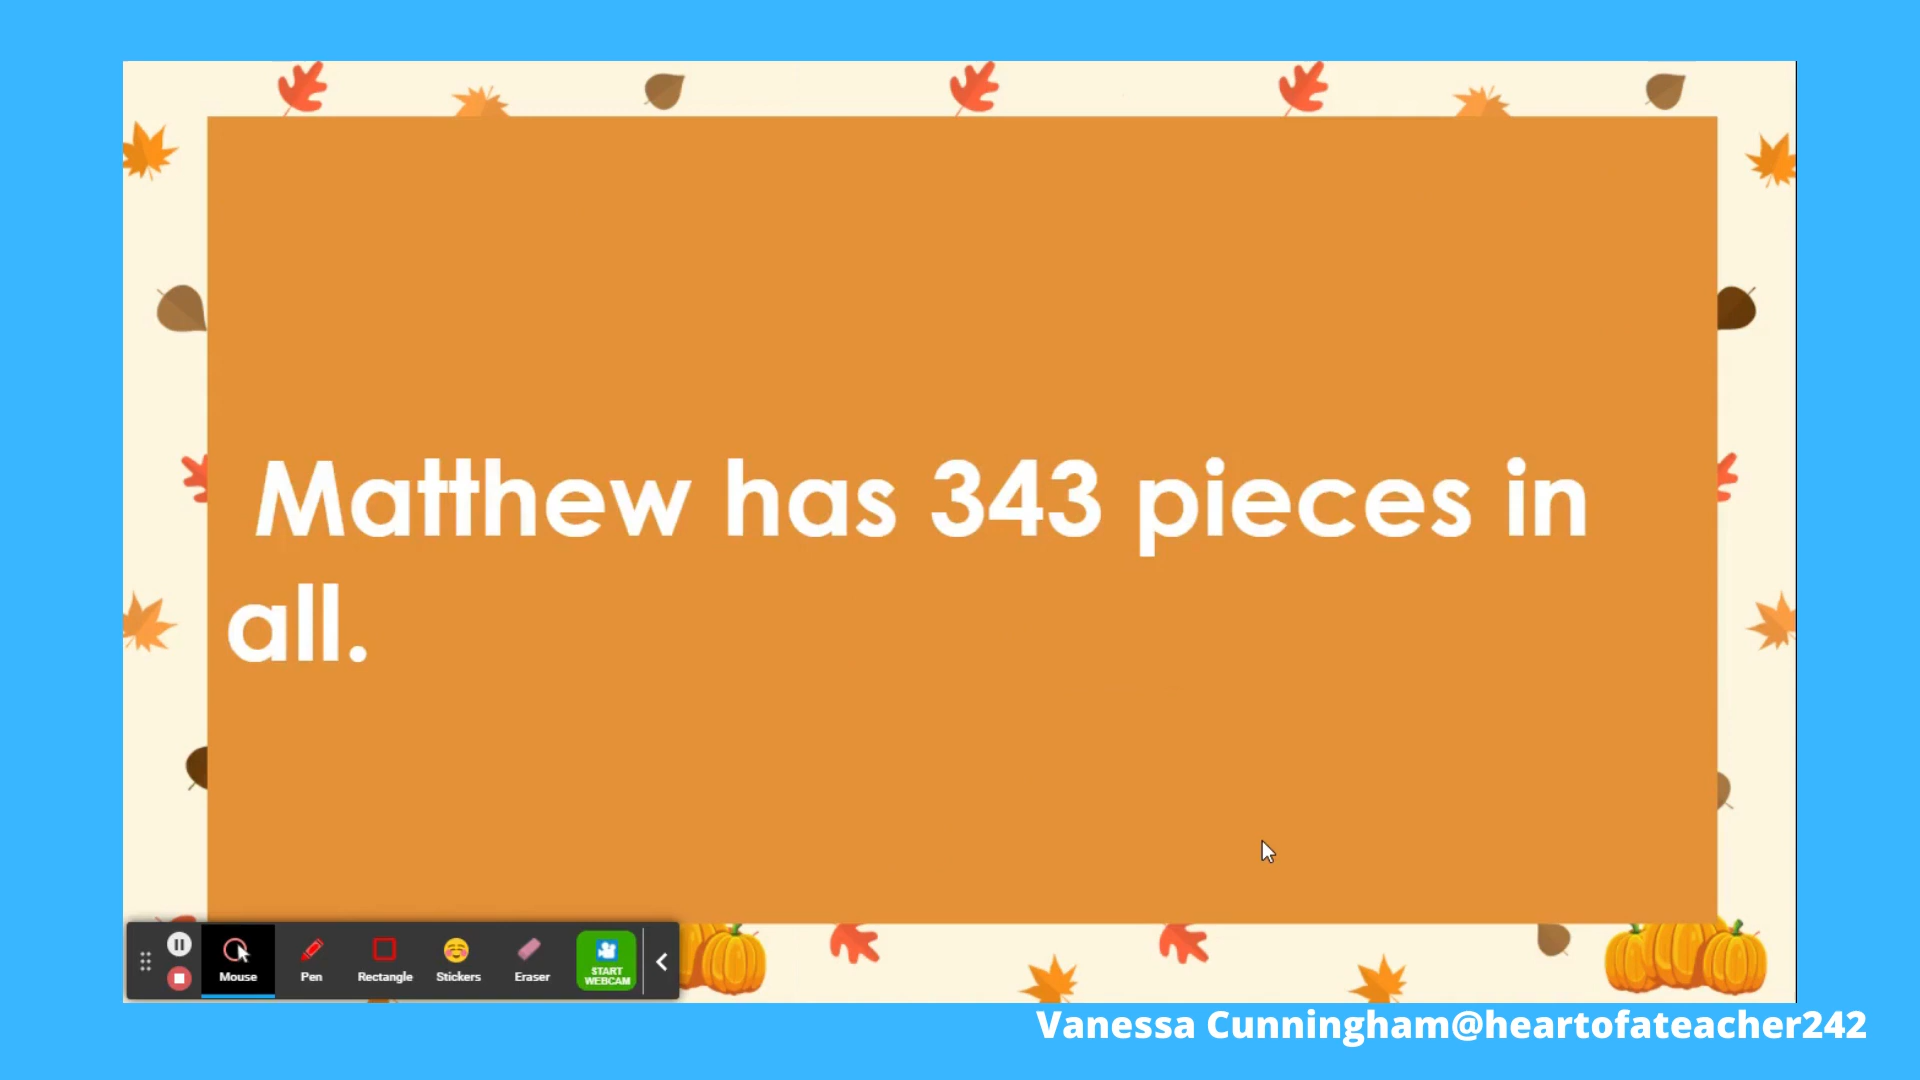 Matthew has 343 pieces in
all.
Mouse
Pen
Rectangle
Stickers
Eraser
START
WEBCAM
Vanessa Cunningham@heartofateacher242